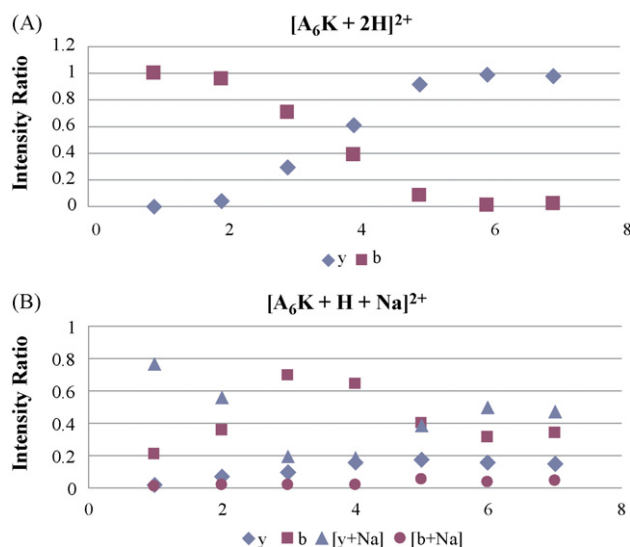 (A)
[A₆K + 2H]²⁺
Intensity Ratio
1.2
1
0.8
0.6
0.4
0.2
0
0 2 4 6 8
y b
(B)
[A₆K + H + Na]²⁺
Intensity Ratio
1
0.8
0.6
0.4
0.2
0
0 2 4 6 8
y b [y+Na] [b+Na]